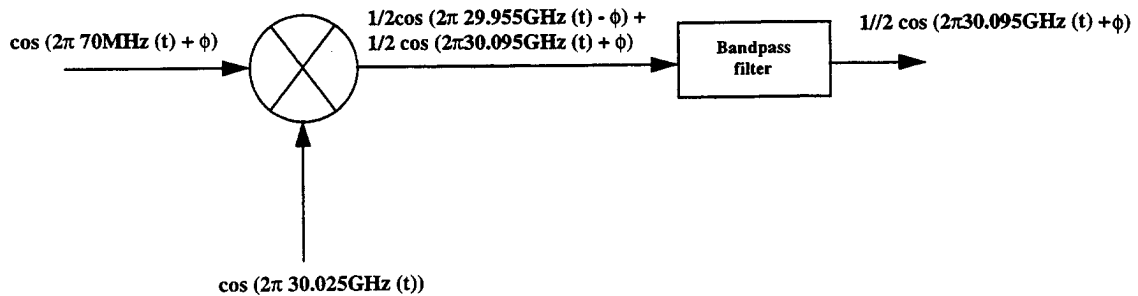 1/2cos (2π 29.955GHz (t) - ϕ) +
1/2 cos (2π30.095GHz (t) + ϕ)
cos (2π 70MHz (t) + ϕ)
1//2 cos (2π30.095GHz (t) +ϕ)
Bandpass
filter
cos (2π 30.025GHz (t))